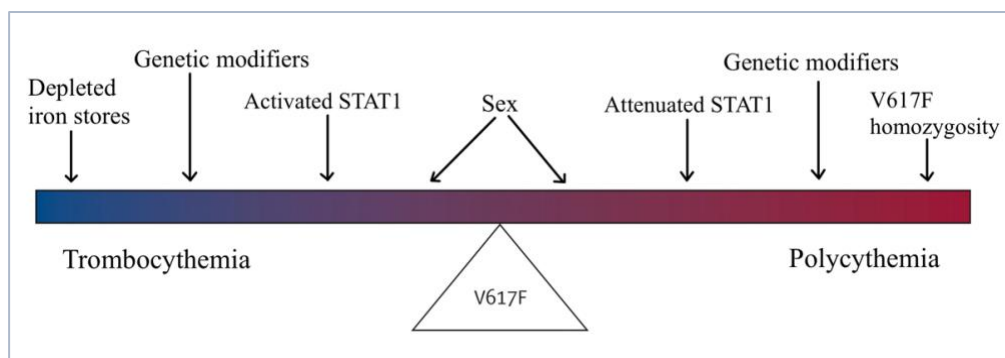 Depleted
iron stores
Genetic modifiers
Activated STAT1
Sex
Attenuated STAT1
Genetic modifiers
V617F
homozygosity
Trombocythemia
Polycythemia
V617F